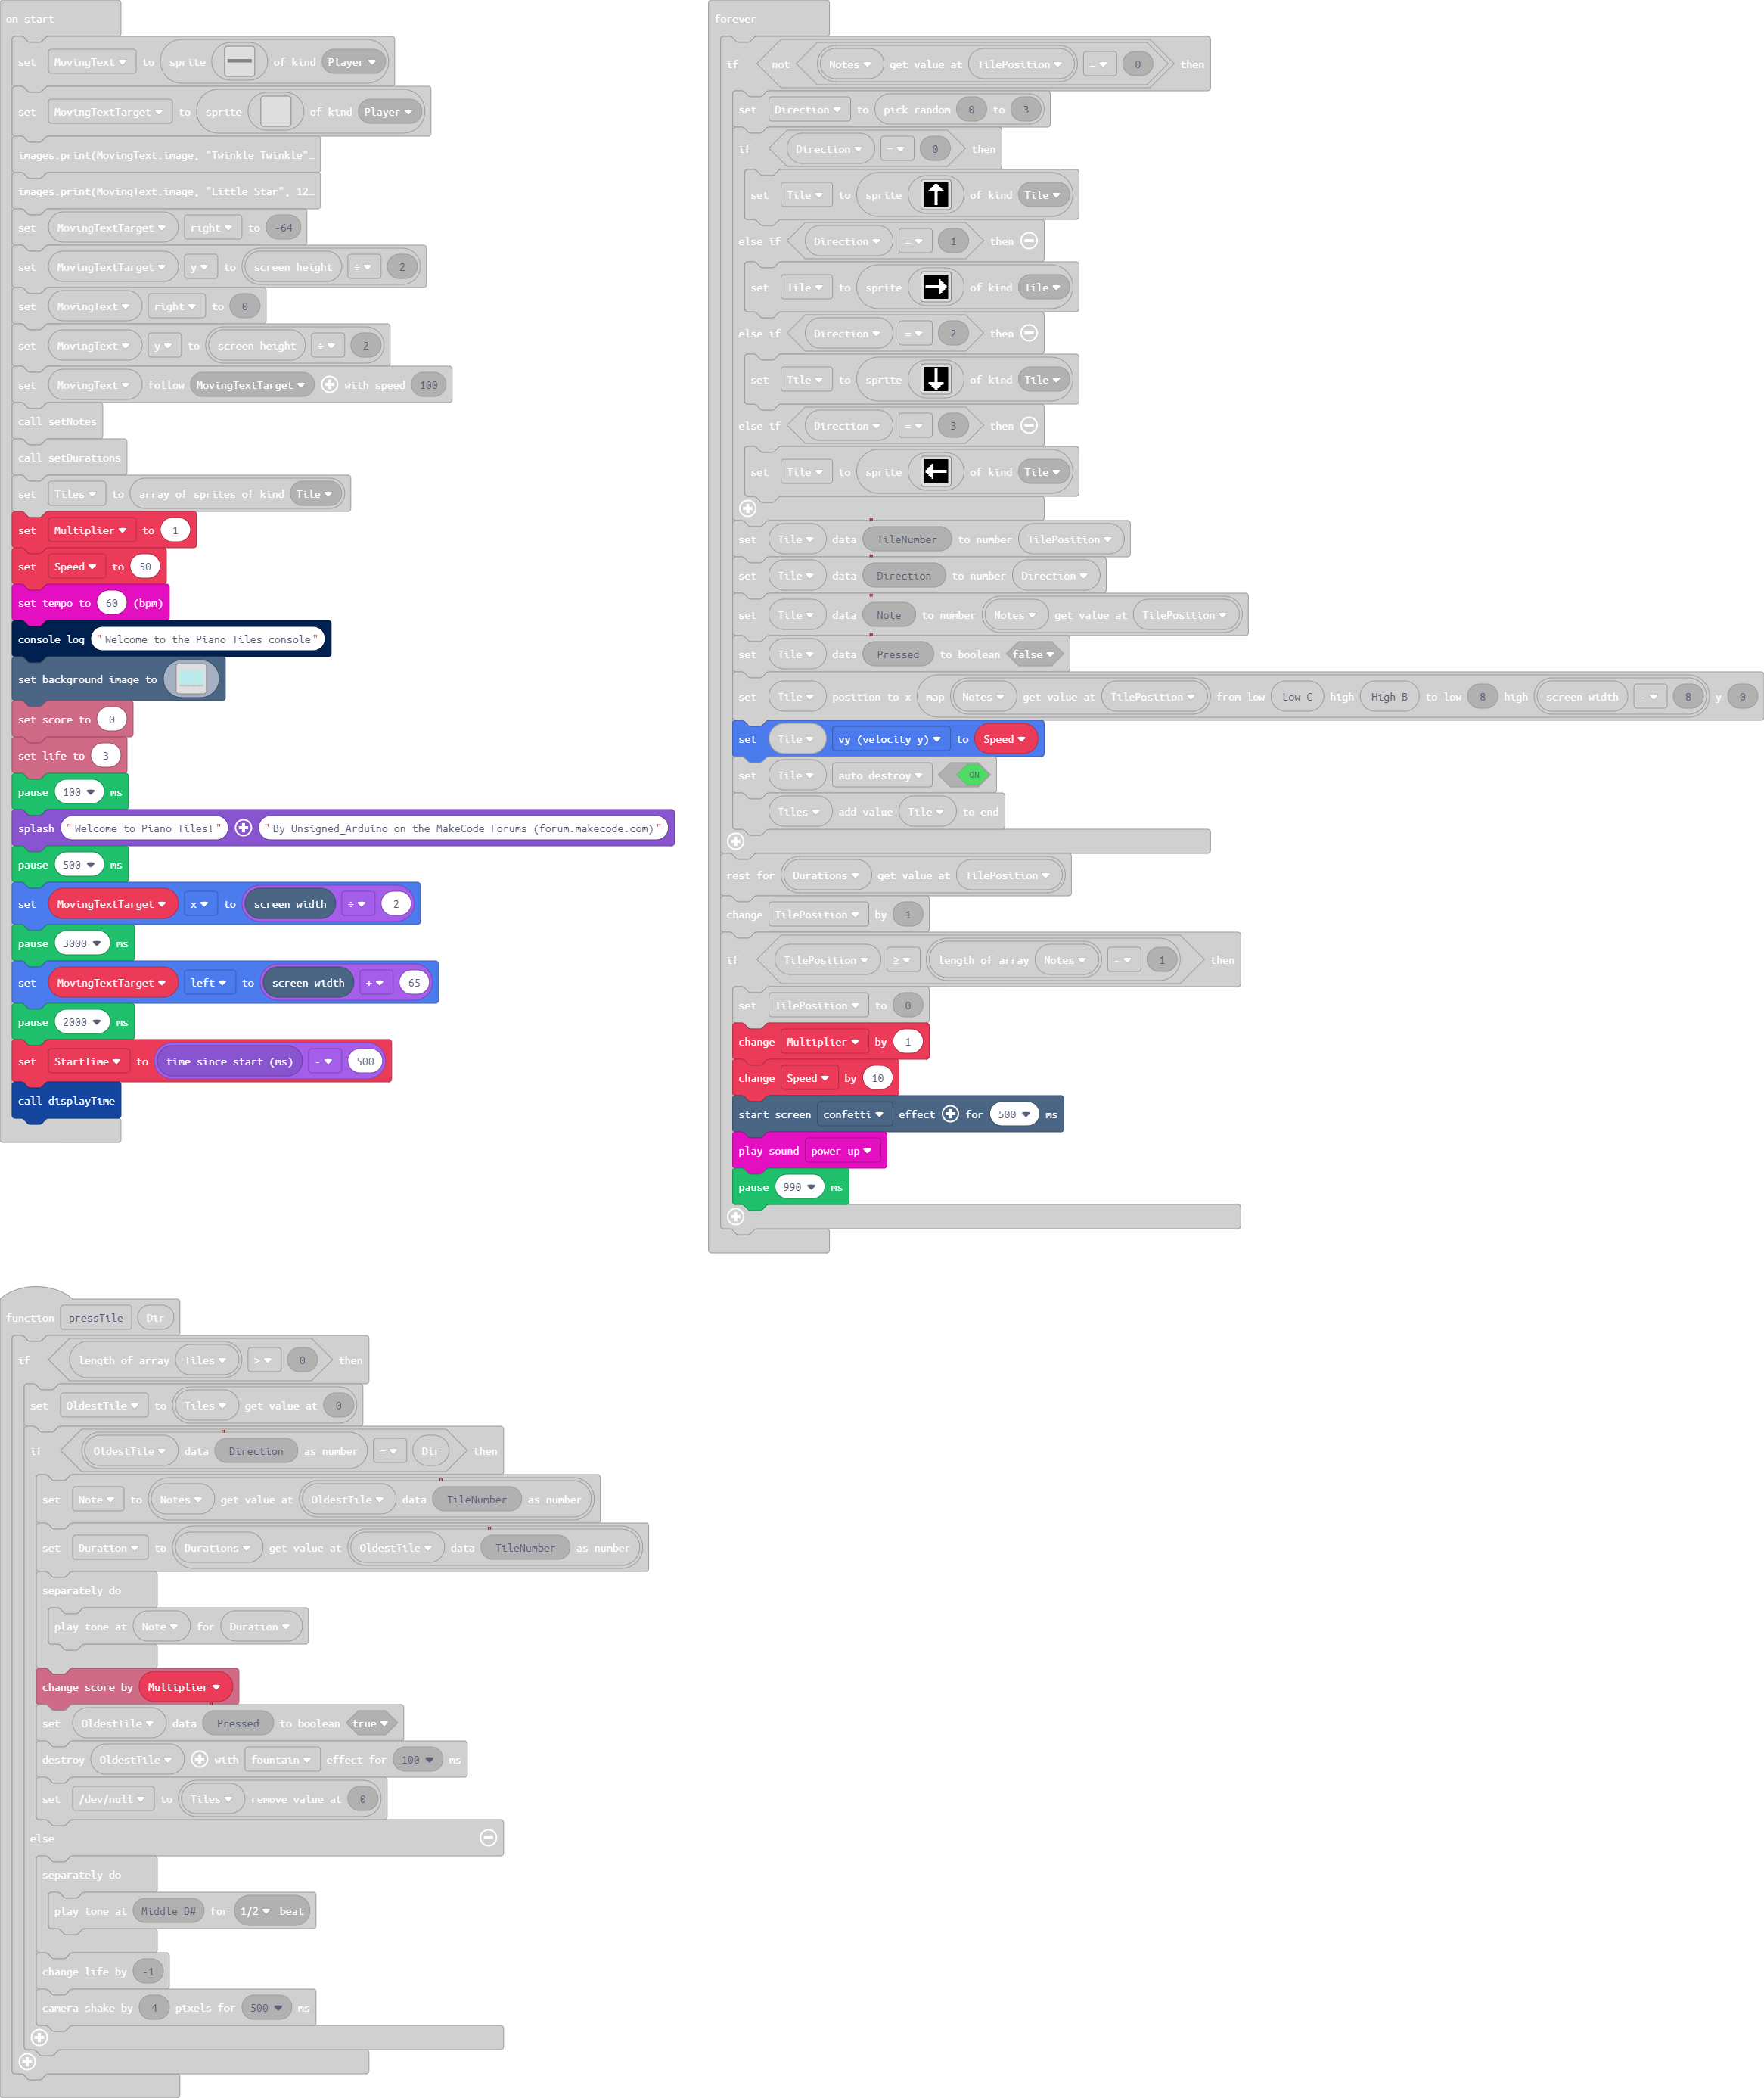 on start
set MovingText to sprite of kind Player
set MovingTextTarget to sprite of kind Player
images.print(MovingText.image, "Twinkle Twinkle"…
images.print(MovingText.image, "Little Star", 12…
set MovingTextTarget right to -64
set MovingTextTarget y to screen height ÷ 2
set MovingText right to 0
set MovingText y to screen height ÷ 2
set MovingText follow MovingTextTarget with speed 100
call setNotes
call setDurations
set Tiles to array of sprites of kind Tile
set Multiplier to 1
set Speed to 50
set tempo to 60 (bpm)
console log "Welcome to the Piano Tiles console"
set background image to
set score to 0
set life to 3
pause 100 ms
splash "Welcome to Piano Tiles!" "By Unsigned_Arduino on the MakeCode Forums (forum.makecode.com)"
pause 500 ms
set MovingTextTarget x to screen width ÷ 2
pause 3000 ms
set MovingTextTarget left to screen width + 65
pause 2000 ms
set StartTime to time since start (ms) - 500
call displayTime
forever
if not Notes get value at TilePosition = 0 then
set Direction to pick random 0 to 3
if Direction = 0 then
set Tile to sprite of kind Tile
else if Direction = 1 then
set Tile to sprite of kind Tile
else if Direction = 2 then
set Tile to sprite of kind Tile
else if Direction = 3 then
set Tile to sprite of kind Tile
set Tile data "TileNumber to number TilePosition
set Tile data "Direction to number Direction
set Tile data "Note to number Notes get value at TilePosition
set Tile data "Pressed to boolean false
set Tile position to x map Notes get value at TilePosition from low Low C high High B to low 8 high screen width - 8 y 0
set Tile vy (velocity y) to Speed
set Tile auto destroy ON
Tiles add value Tile to end
rest for Durations get value at TilePosition
change TilePosition by 1
if TilePosition ≥ length of array Notes - 1 then
set TilePosition to 0
change Multiplier by 1
change Speed by 10
start screen confetti effect for 500 ms
play sound power up
pause 990 ms
function pressTile Dir
if length of array Tiles > 0 then
set OldestTile to Tiles get value at 0
if OldestTile data "Direction as number = Dir then
set Note to Notes get value at OldestTile data "TileNumber as number
set Duration to Durations get value at OldestTile data "TileNumber as number
separately do
play tone at Note for Duration
change score by Multiplier
set OldestTile data "Pressed to boolean true
destroy OldestTile with fountain effect for 100 ms
set /dev/null to Tiles remove value at 0
else
separately do
play tone at Middle D# for 1/2 beat
change life by -1
camera shake by 4 pixels for 500 ms